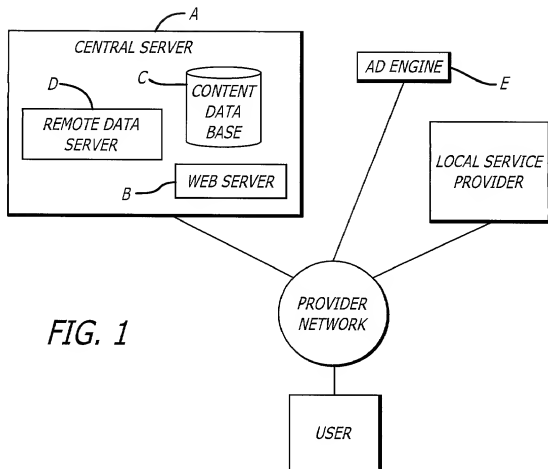 A
CENTRAL SERVER
D
C
CONTENT
DATA
BASE
REMOTE DATA
SERVER
B
WEB SERVER
AD ENGINE
E
LOCAL SERVICE
PROVIDER
PROVIDER
NETWORK
FIG. 1
USER